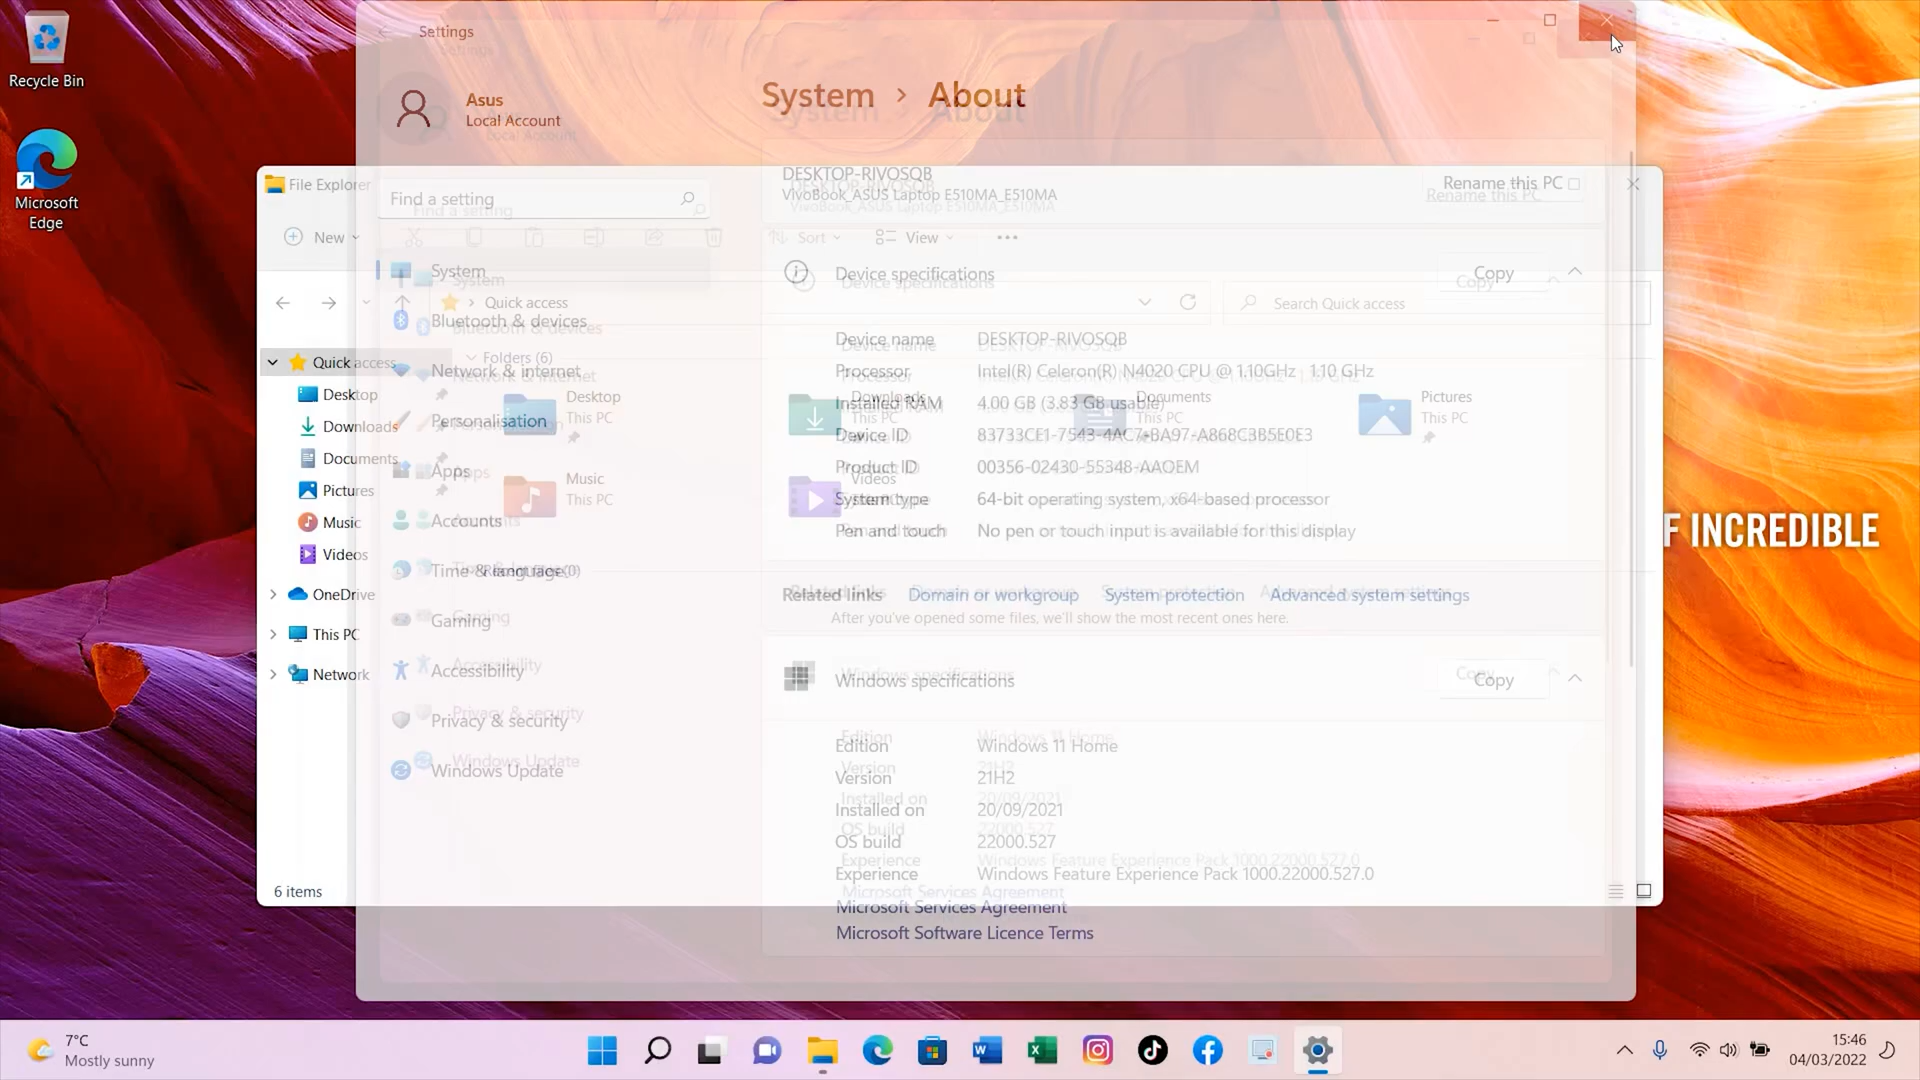 Recycle Bin
Microsoft
Edge
Settings
Asus
Local Account
System > About
DESKTOP-RIVOSQB
VivoBook_ASUS Laptop E510MA_E510MA
Rename this PC
File Explorer
Find a setting
New
Sort
View
System
Device specifications
Copy
Quick access
Search Quick access
Bluetooth & devices
Device name DESKTOP-RIVOSQB
Quick access
Folders (6)
Network & internet
Processor Intel(R) Celeron(R) N4020 CPU @ 1.10GHz 1.10 GHz
Desktop
Desktop
This PC
Downloads
This PC
Documents
This PC
Pictures
This PC
Installed RAM 4.00 GB (3.83 GB usable)
Downloads
Personalisation
Device ID 83733CE1-7543-4AC7-BA97-A868C3B5E0E3
Documents
Apps
Product ID 00356-02430-55348-AAOEM
Pictures
Music
This PC
Videos
System type 64-bit operating system, x64-based processor
Music
Accounts
Pen and touch No pen or touch input is available for this display
F INCREDIBLE
Videos
Time & language
OneDrive
Related links Domain or workgroup System protection Advanced system settings
After you've opened some files, we'll show the most recent ones here.
Gaming
This PC
Network
Accessibility
Windows specifications
Copy
Privacy & security
Edition Windows 11 Home
Windows Update
Version 21H2
Installed on 20/09/2021
OS build 22000.527
Experience Windows Feature Experience Pack 1000.22000.527.0
6 items
Microsoft Services Agreement
Microsoft Software Licence Terms
7°C
Mostly sunny
15:46
04/03/2022